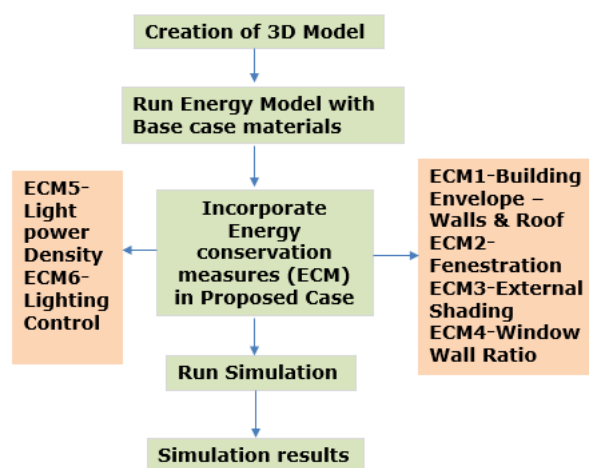 Creation of 3D Model
Run Energy Model with
Base case materials
ECM5-
Light
power
Density
ECM6-
Lighting
Control
Incorporate
Energy
conservation
measures (ECM)
in Proposed Case
ECM1-Building
Envelope –
Walls & Roof
ECM2-
Fenestration
ECM3-External
Shading
ECM4-Window
Wall Ratio
Run Simulation
Simulation results